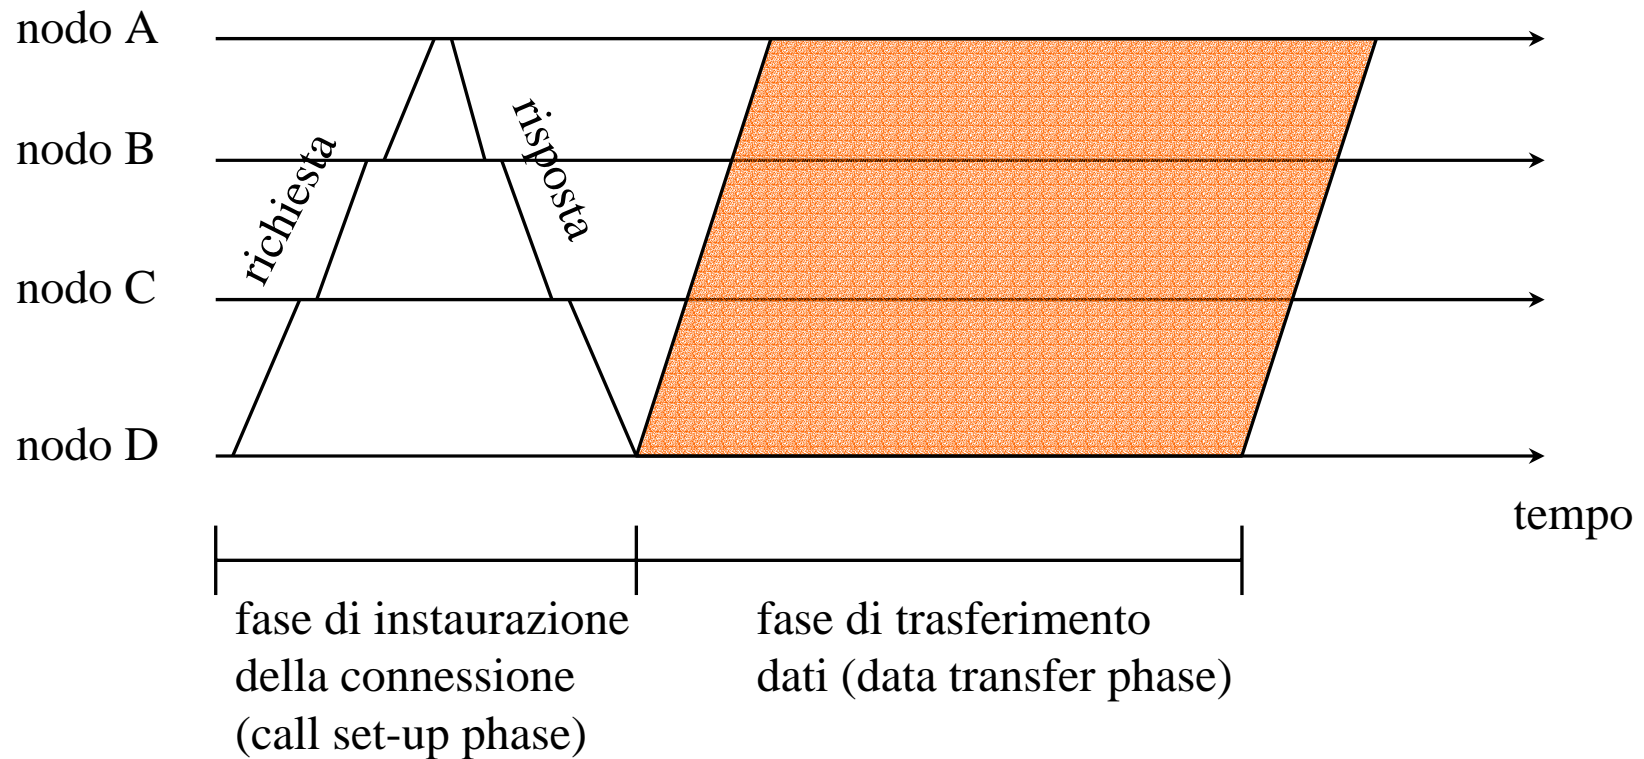 nodo A
nodo B
richiesta
risposta
nodo C
nodo D
tempo
fase di instaurazione
della connessione
(call set-up phase)
fase di trasferimento
dati (data transfer phase)